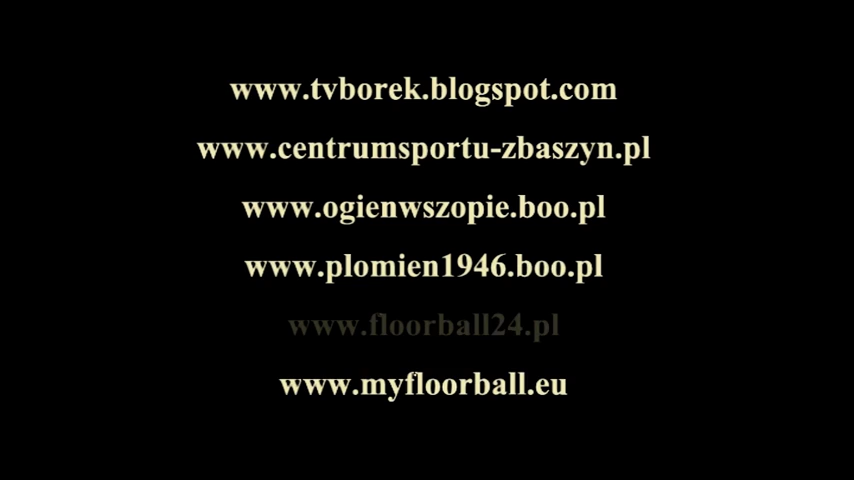 www.tvborek.blogspot.com
www.centrumsportu-zbaszyn.pl
www.ogienwszopie.boo.pl
www.plomien1946.boo.pl
www.floorball24.pl
www.myfloorball.eu